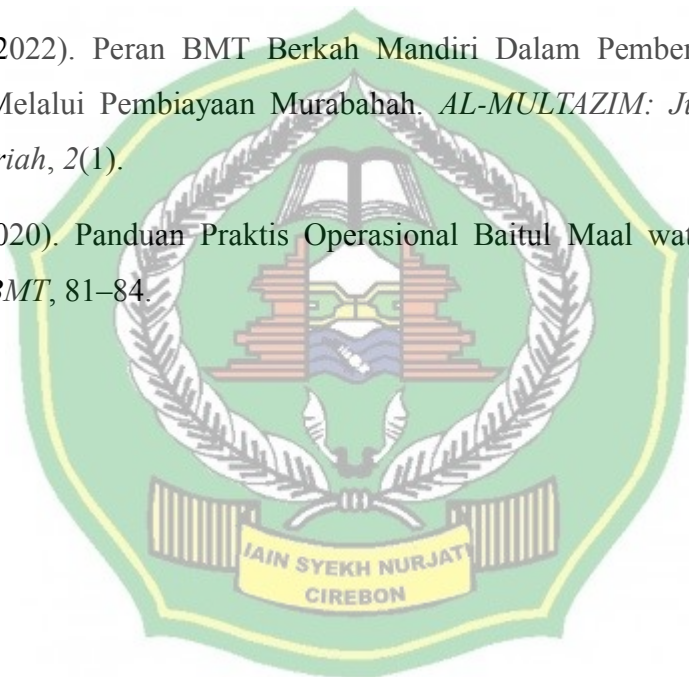 2022). Peran BMT Berkah Mandiri Dalam Pember
Melalui Pembiayaan Murabahah. AL-MULTAZIM: Ju
riah, 2(1).
020). Panduan Praktis Operasional Baitul Maal wat
BMT, 81–84.
IAIN SYEKH NURJATI
CIREBON